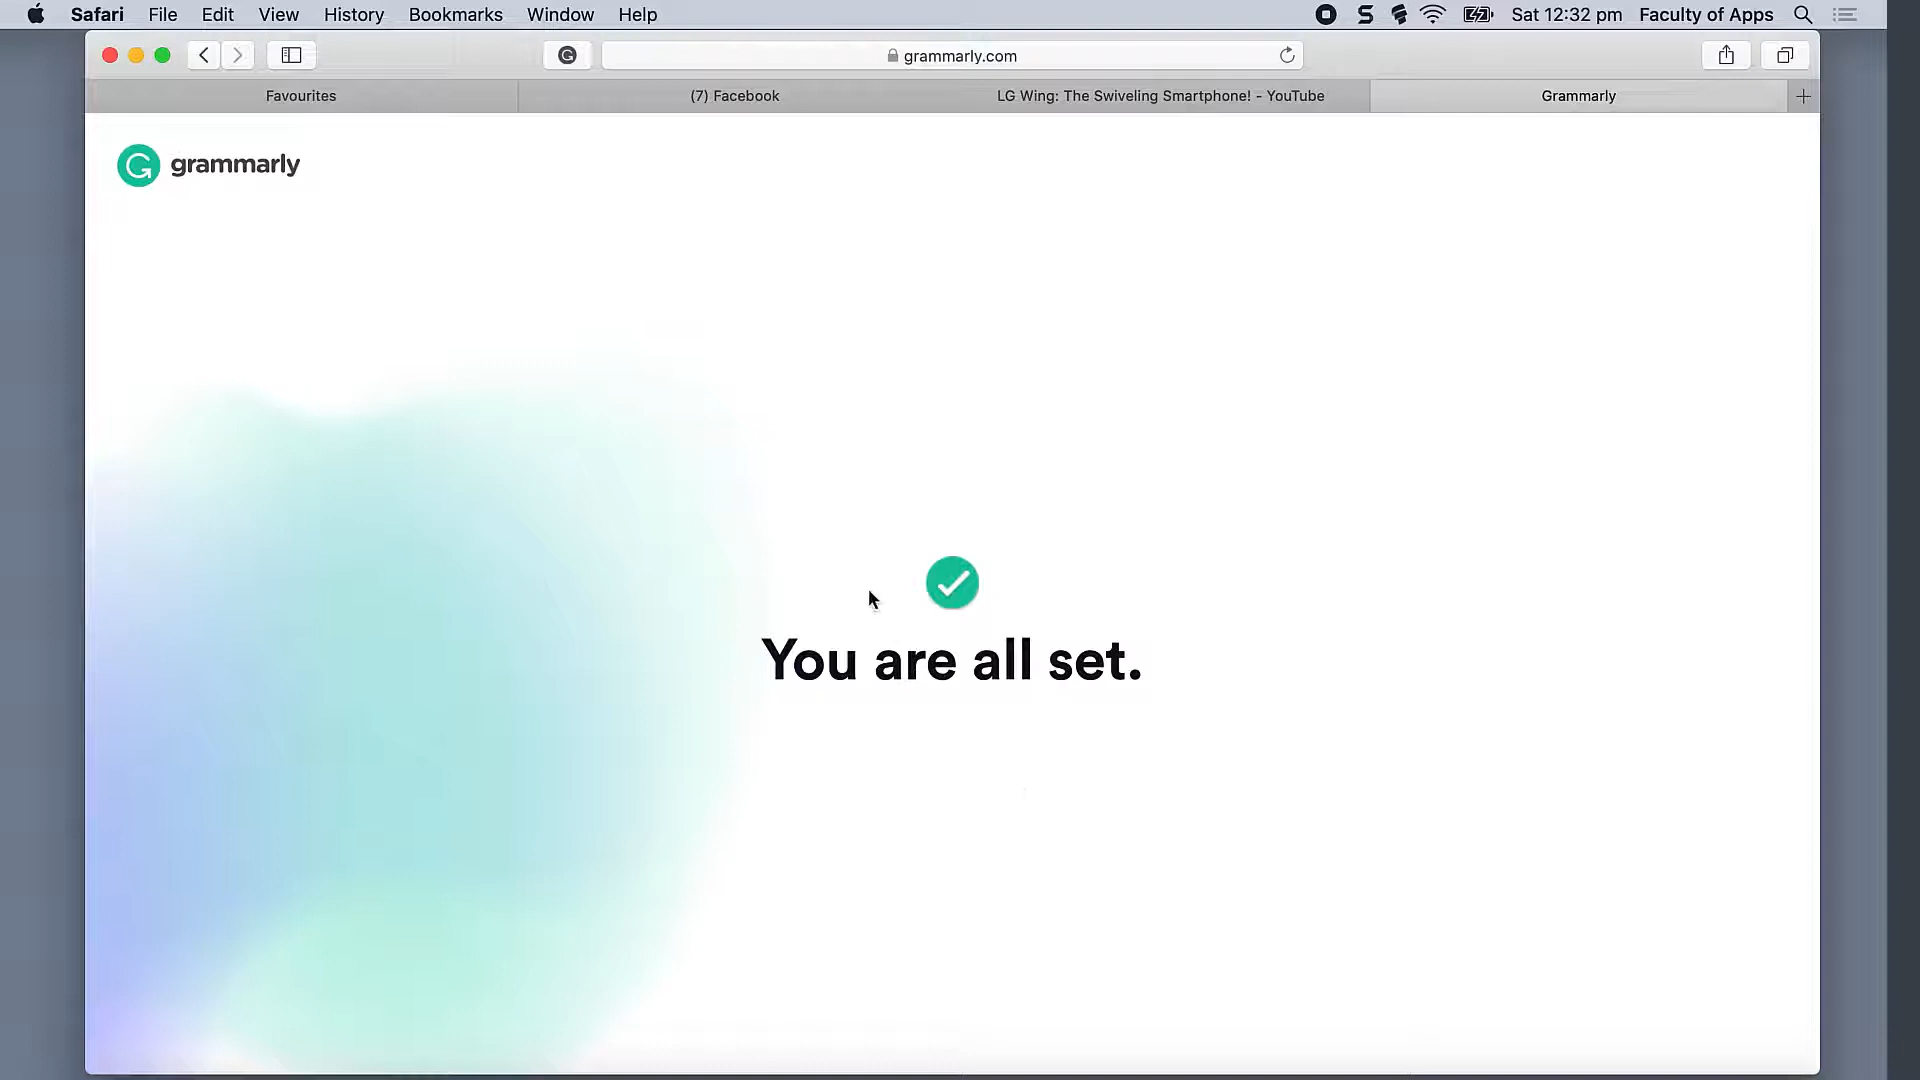 Safari File Edit View History Bookmarks Window Help S Sat 12:32 pm Faculty of Apps
G grammarly.com
Favourites (7) Facebook LG Wing: The Swiveling Smartphone! - YouTube Grammarly
grammarly
You are all set.